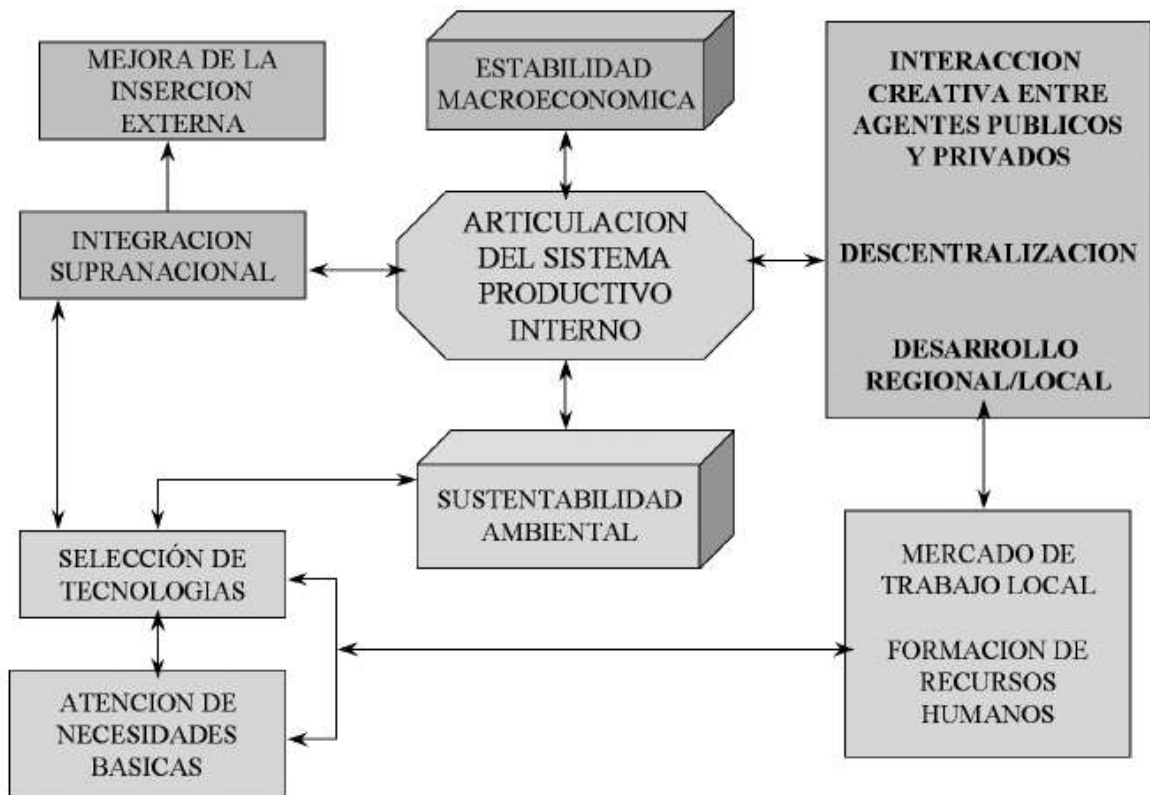 MEJORA DE LA
INSERCION
EXTERNA
ESTABILIDAD
MACROECONOMICA
INTERACCION
CREATIVA ENTRE
AGENTES PUBLICOS
Y PRIVADOS
DESCENTRALIZACION
DESARROLLO
REGIONAL/LOCAL
INTEGRACION
SUPRANACIONAL
ARTICULACION
DEL SISTEMA
PRODUCTIVO
INTERNO
SUSTENTABILIDAD
AMBIENTAL
SELECCIÓN DE
TECNOLOGIAS
ATENCION DE
NECESIDADES
BASICAS
MERCADO DE
TRABAJO LOCAL
FORMACION DE
RECURSOS
HUMANOS